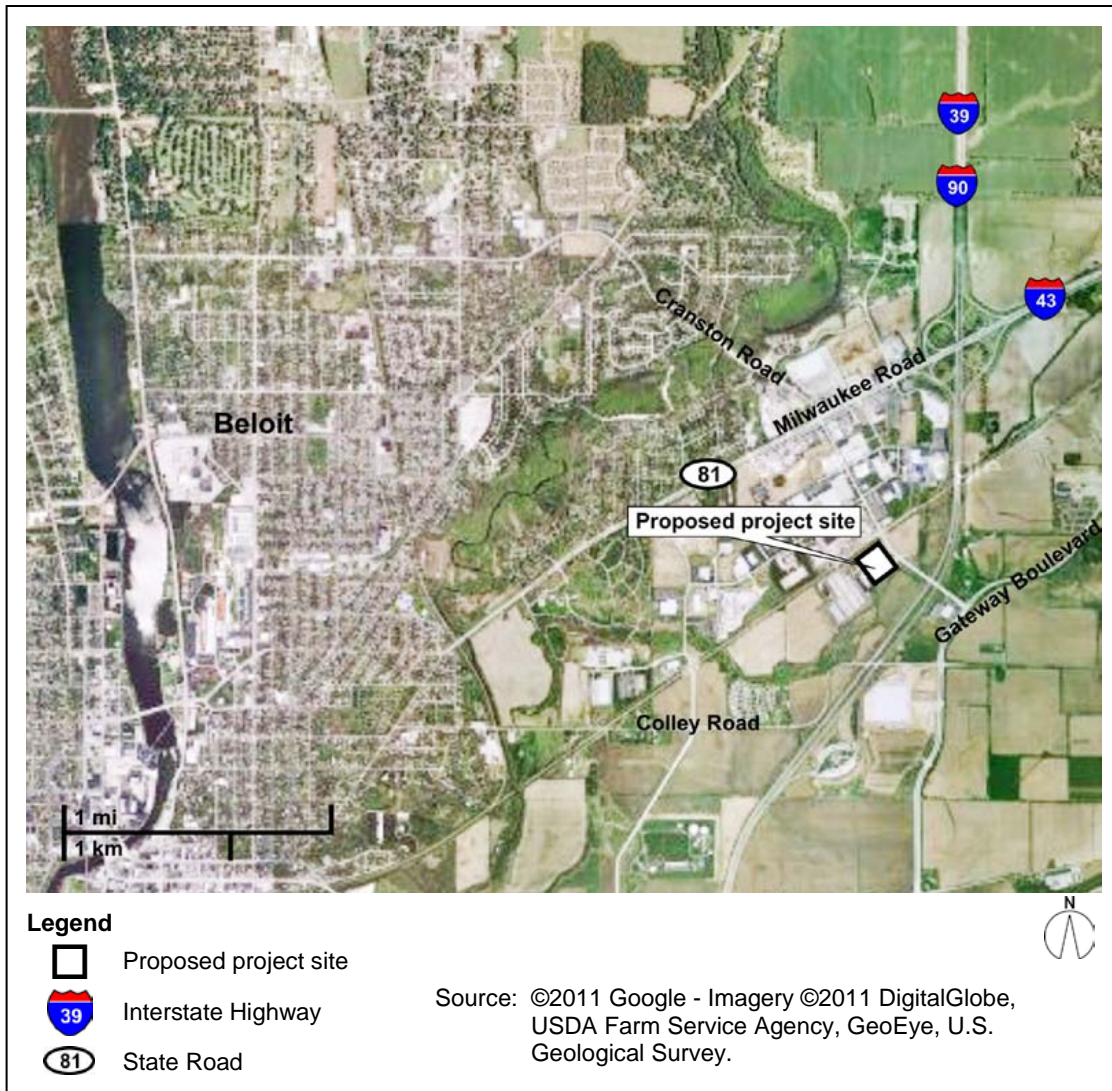 39
90
43
Cranston Road
Milwaukee Road
Beloit
81
Proposed project site
Gateway Boulevard
Colley Road
1 mi
1 km
N
Legend
Proposed project site
39 Interstate Highway
81 State Road
Source: ©2011 Google - Imagery ©2011 DigitalGlobe,
USDA Farm Service Agency, GeoEye, U.S.
Geological Survey.